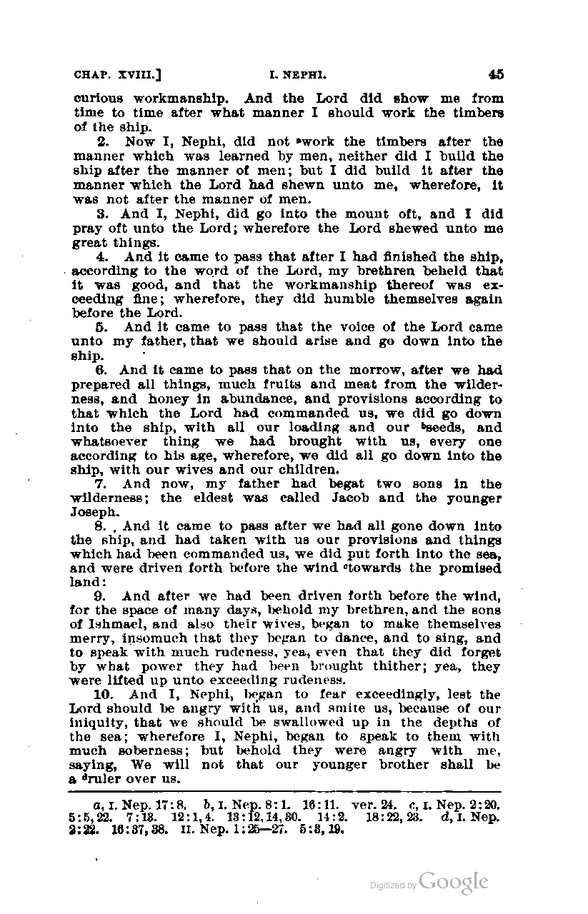 CHAP. XVIII.] I. NEPHI. 45
curious workmanship. And the Lord did show me from
time to time after what manner I should work the timbers
of the ship.
2. Now I, Nephi, did not ᵃwork the timbers after the
manner which was learned by men, neither did I build the
ship after the manner of men; but I did build it after the
manner which the Lord had shewn unto me, wherefore, it
was not after the manner of men.
3. And I, Nephi, did go into the mount oft, and I did
pray oft unto the Lord; wherefore the Lord shewed unto me
great things.
4. And it came to pass that after I had finished the ship,
according to the word of the Lord, my brethren beheld that
it was good, and that the workmanship thereof was ex-
ceeding fine; wherefore, they did humble themselves again
before the Lord.
5. And it came to pass that the voice of the Lord came
unto my father, that we should arise and go down into the
ship.
6. And it came to pass that on the morrow, after we had
prepared all things, much fruits and meat from the wilder-
ness, and honey in abundance, and provisions according to
that which the Lord had commanded us, we did go down
into the ship, with all our loading and our ᵇseeds, and
whatsoever thing we had brought with us, every one
according to his age, wherefore, we did all go down into the
ship, with our wives and our children.
7. And now, my father had begat two sons in the
wilderness; the eldest was called Jacob and the younger
Joseph.
8. And it came to pass after we had all gone down into
the ship, and had taken with us our provisions and things
which had been commanded us, we did put forth into the sea,
and were driven forth before the wind ᶜtowards the promised
land:
9. And after we had been driven forth before the wind,
for the space of many days, behold my brethren, and the sons
of Ishmael, and also their wives, began to make themselves
merry, insomuch that they began to dance, and to sing, and
to speak with much rudeness, yea, even that they did forget
by what power they had been brought thither; yea, they
were lifted up unto exceeding rudeness.
10. And I, Nephi, began to fear exceedingly, lest the
Lord should be angry with us, and smite us, because of our
iniquity, that we should be swallowed up in the depths of
the sea; wherefore I, Nephi, began to speak to them with
much soberness; but behold they were angry with me,
saying, We will not that our younger brother shall be
a ᵈruler over us.
a, I. Nep. 17:8. b, I. Nep. 8:1. 16:11. ver. 24. c, I. Nep. 2:20.
5:5, 22. 7:13. 12:1, 4. 13:12, 14, 30. 14:2. 18:22, 23. d, I. Nep.
2:22. 16:37, 38. II. Nep. 1:25—27. 5:3, 19.
Digitized by Google